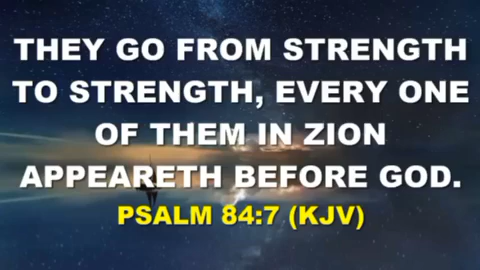 THEY GO FROM STRENGTH
TO STRENGTH, EVERY ONE
OF THEM IN ZION
APPEARETH BEFORE GOD.
PSALM 84:7 (KJV)